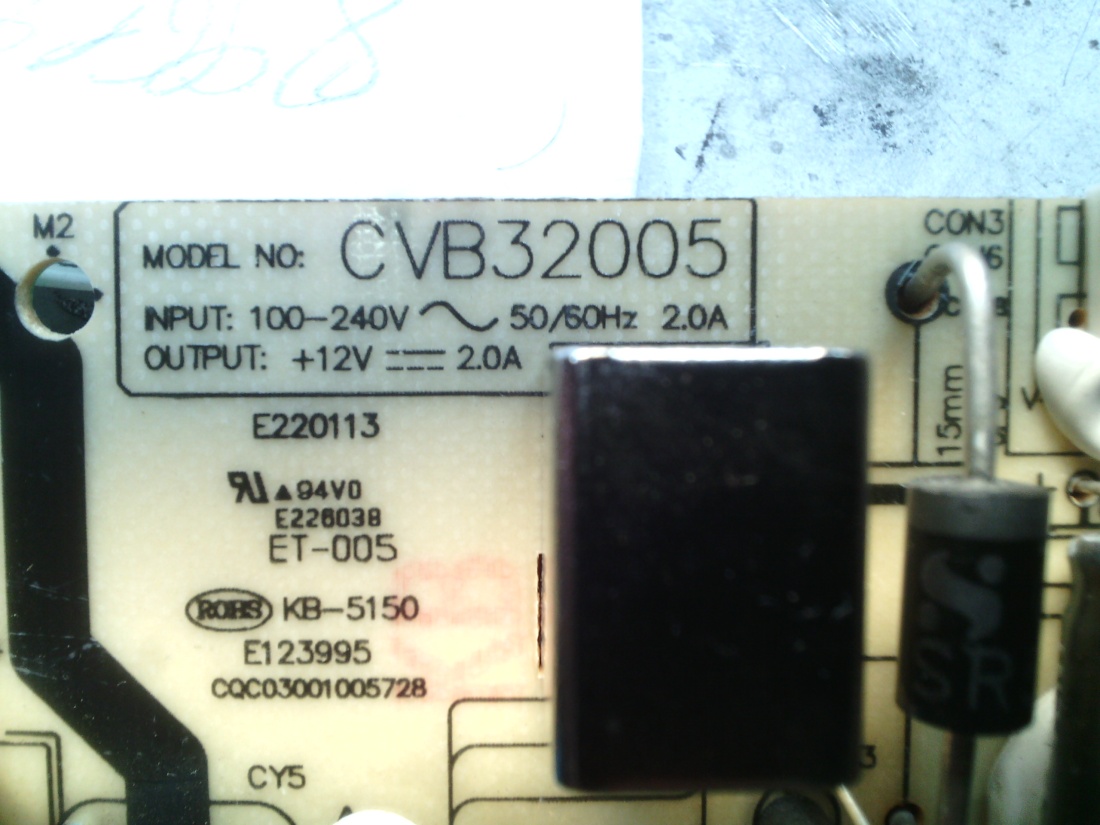 M2
MODEL NO: CVB32005
INPUT: 100-240V 50/60Hz 2.0A
OUTPUT: +12V 2.0A
E220113
94V0
E226038
ET-005
ROHS KB-5150
E123995
CQC03001005728
CY5
CON3
15mm
SR